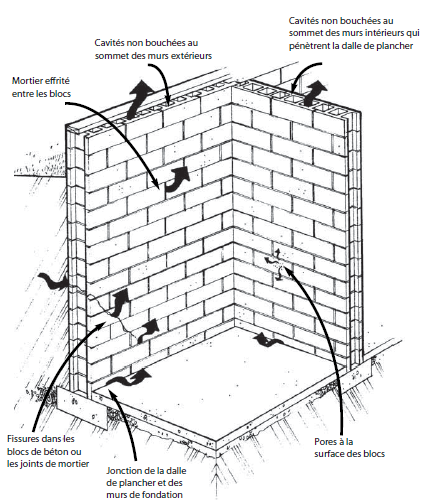 Cavités non bouchées au
sommet des murs extérieurs
Cavités non bouchées au
sommet des murs intérieurs qui
pénètrent la dalle de plancher
Mortier effrité
entre les blocs
Fissures dans les
blocs de béton ou
les joints de mortier
Jonction de la dalle
de plancher et des
murs de fondation
Pores à la
surface des blocs